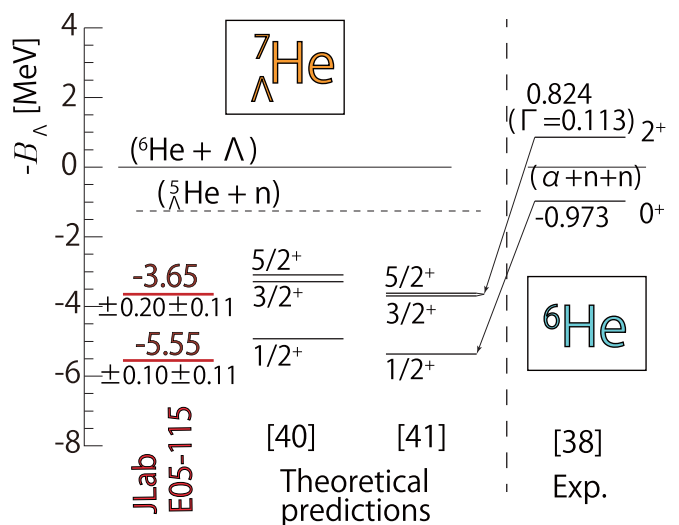 4
2
0
-2
-4
-6
-8
-B_Λ [MeV]
⁷_ΛHe
(⁶He + Λ)
(⁵_ΛHe + n)
-3.65
±0.20±0.11
-5.55
±0.10±0.11
JLab
E05-115
5/2⁺
3/2⁺
1/2⁺
[40]
5/2⁺
3/2⁺
1/2⁺
[41]
Theoretical
predictions
0.824
(Γ=0.113) 2⁺
(α+n+n)
-0.973 0⁺
⁶He
[38]
Exp.